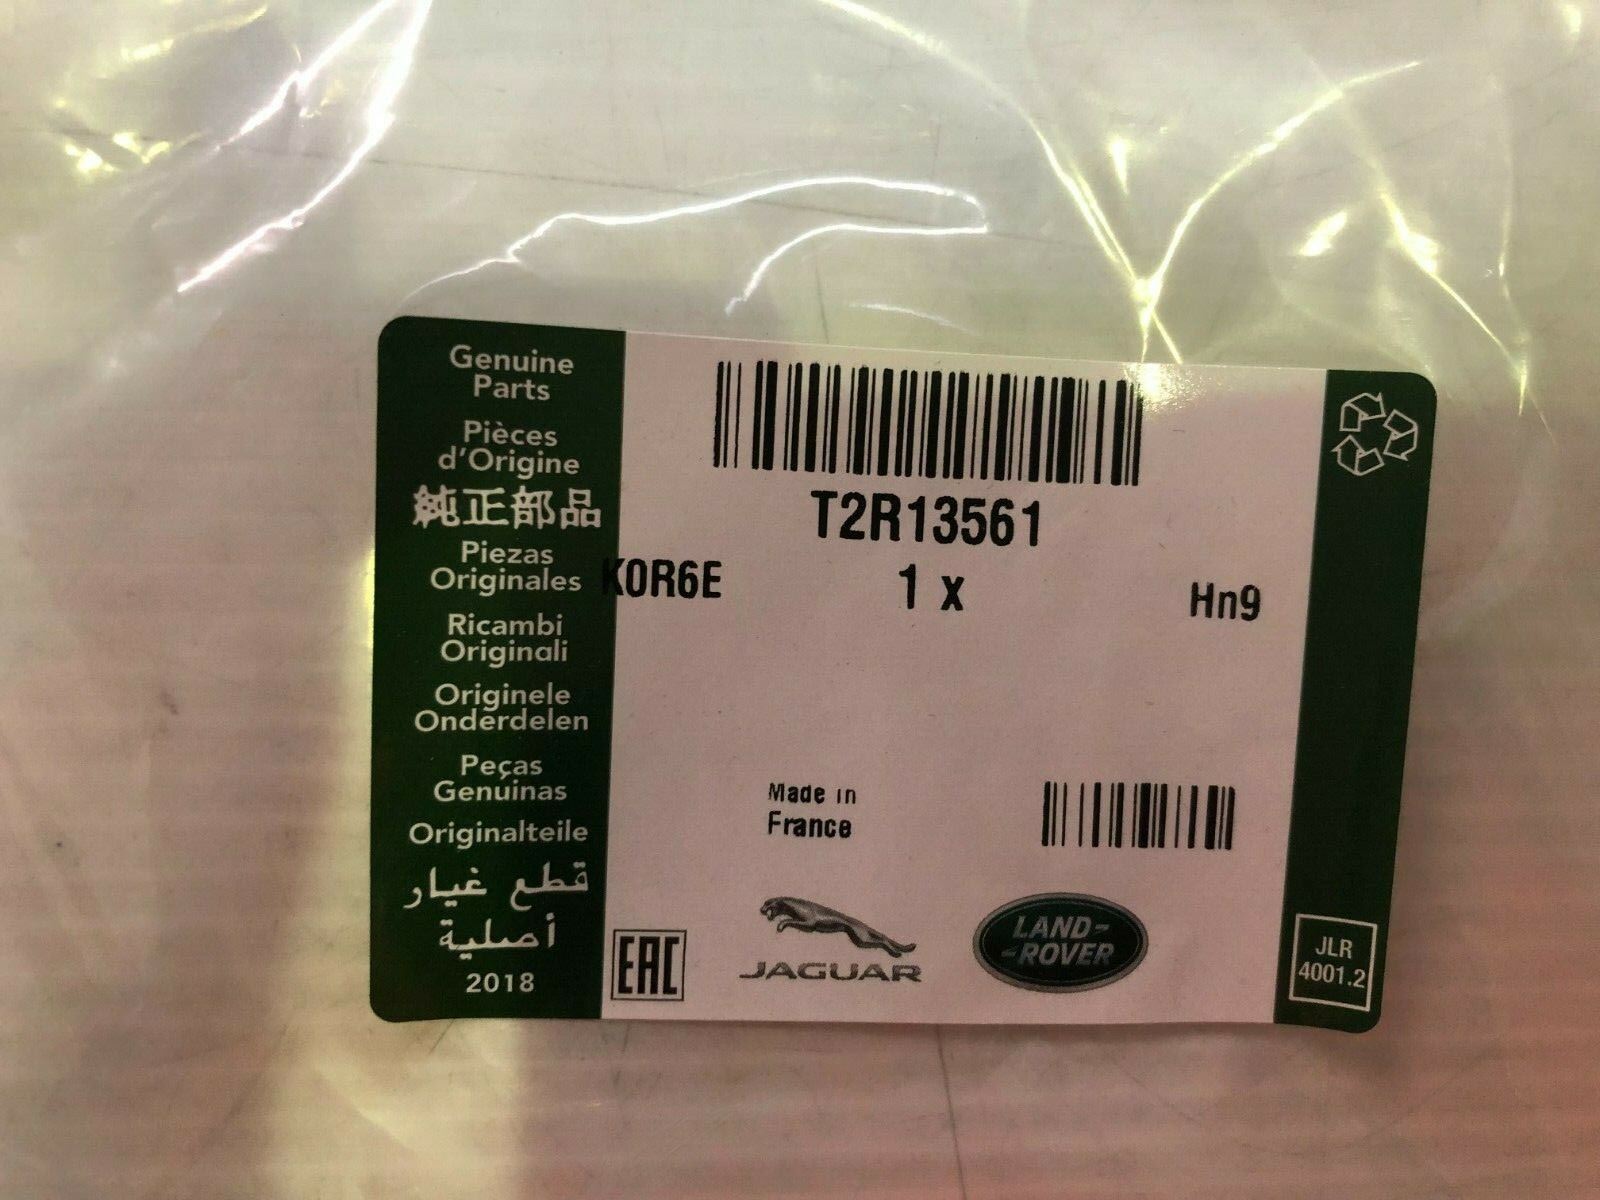 Genuine
Parts
Pièces
d'Origine
純正部品
Piezas
Originales
Ricambi
Originali
Originele
Onderdelen
Peças
Genuinas
Originalteile
قطع غيار
أصلية
2018
T2R13561
K0R6E 1 x Hn9
Made in
France
EAC
JAGUAR
LAND-
-ROVER
JLR
4001.2